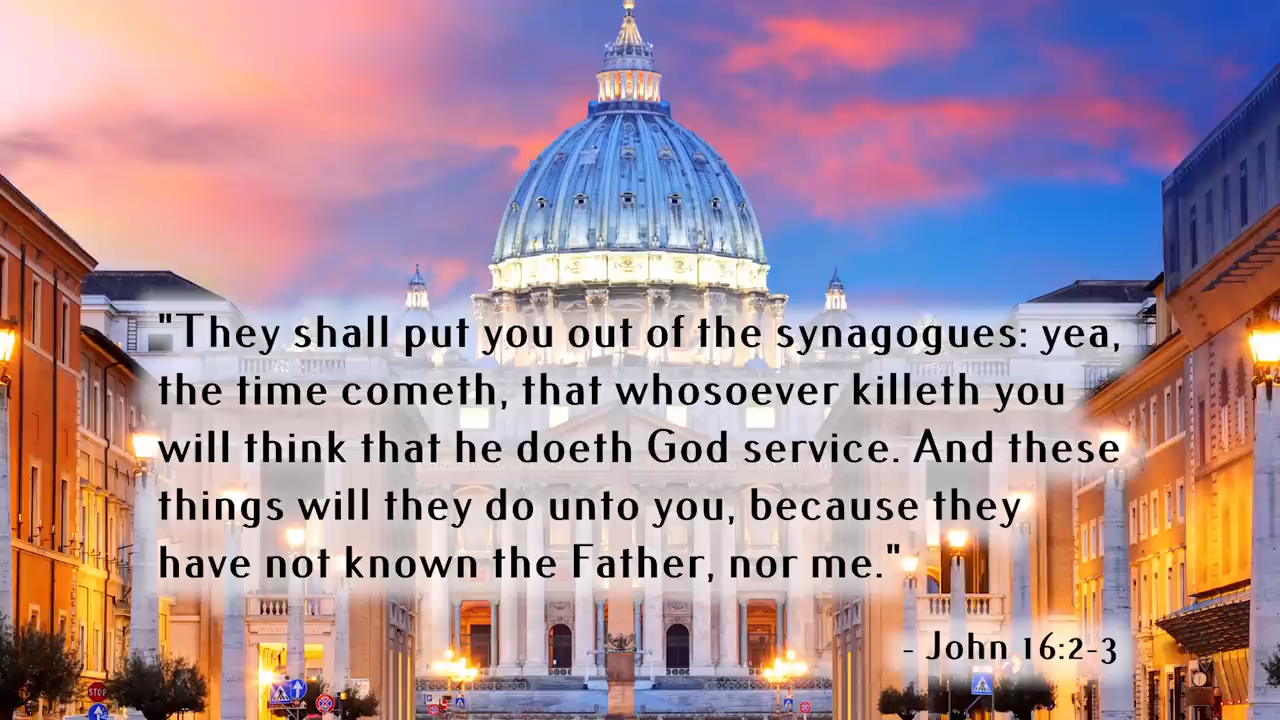 "They shall put you out of the synagogues: yea,
the time cometh, that whosoever killeth you
will think that he doeth God service. And these
things will they do unto you, because they
have not known the Father, nor me."
- John 16:2-3
STOP